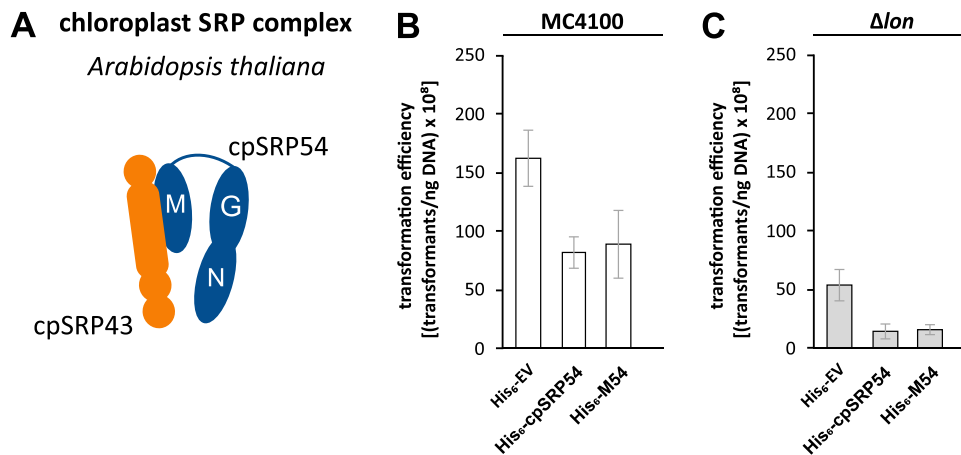 A chloroplast SRP complex
Arabidopsis thaliana
cpSRP54
M
G
N
cpSRP43
B
MC4100
transformation efficiency
[(transformants/ng DNA) x 10⁸]
250
200
150
100
50
0
His₆-EV
His₆-cpSRP54
His₆-M54
C
Δlon
transformation efficiency
[(transformants/ng DNA) x 10⁸]
250
200
150
100
50
0
His₆-EV
His₆-cpSRP54
His₆-M54